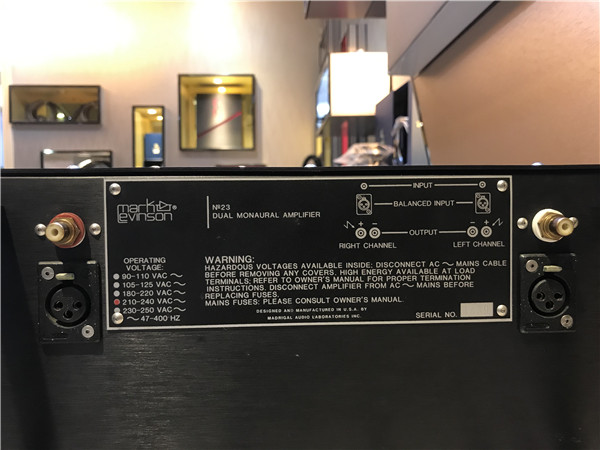 mark
levinson®
Nº23
DUAL MONAURAL AMPLIFIER
INPUT
BALANCED INPUT
OUTPUT
RIGHT CHANNEL
LEFT CHANNEL
OPERATING
VOLTAGE:
90-110 VAC ~
105-125 VAC ~
180-220 VAC ~
210-240 VAC ~
230-250 VAC ~
~ 47-400 HZ
WARNING:
HAZARDOUS VOLTAGES AVAILABLE INSIDE: DISCONNECT AC ~ MAINS CABLE
BEFORE REMOVING ANY COVERS. HIGH ENERGY AVAILABLE AT LOAD
TERMINALS: REFER TO OWNER'S MANUAL FOR PROPER TERMINATION
INSTRUCTIONS. DISCONNECT AMPLIFIER FROM AC ~ MAINS BEFORE
REPLACING FUSES.
MAINS FUSES: PLEASE CONSULT OWNER'S MANUAL.
DESIGNED AND MANUFACTURED IN U.S.A. BY
MADRIGAL AUDIO LABORATORIES INC.
SERIAL NO.